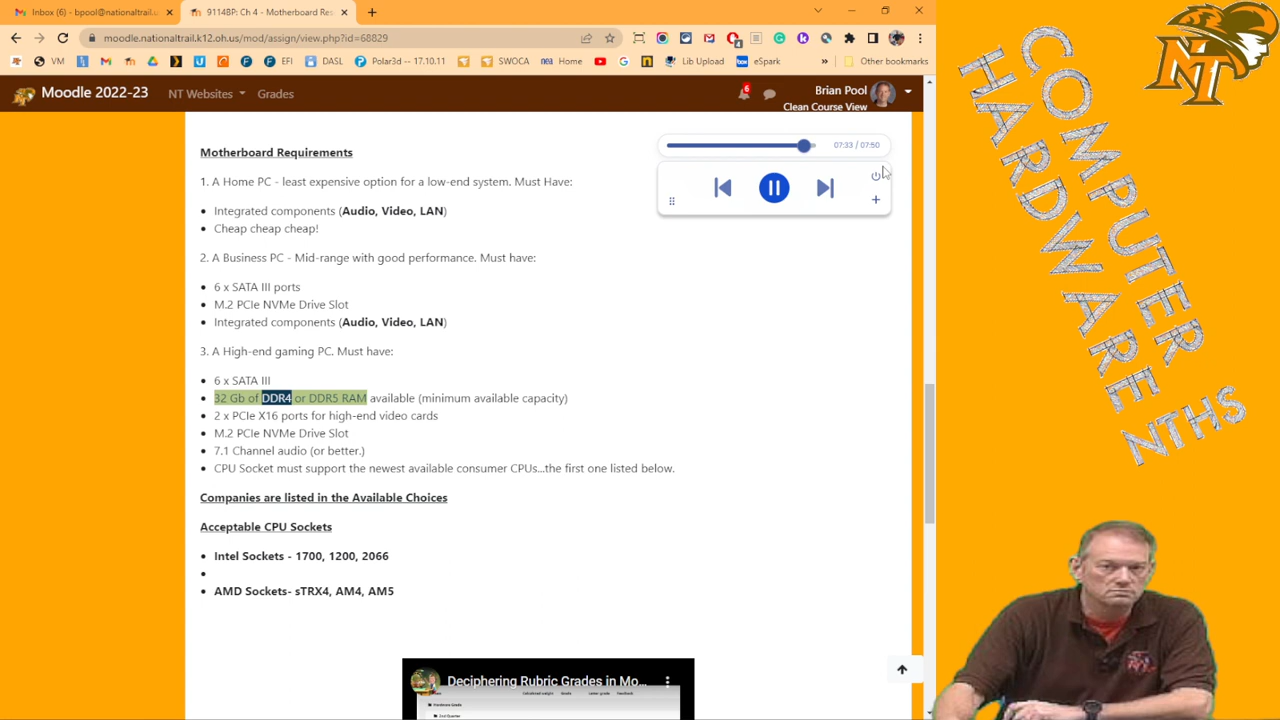 Inbox (6) - bpool@nationaltrail.k
9114BP: Ch 4 - Motherboard Res
moodle.nationaltrail.k12.oh.us/mod/assign/view.php?id=68829
VM
EFI
DASL
Polar3d -- 17.10.11
SWOCA
Home
Lib Upload
eSpark
Other bookmarks
Moodle 2022-23
NT Websites
Grades
6
Brian Pool
Clean Course View
Motherboard Requirements
07:33 / 07:50
1. A Home PC - least expensive option for a low-end system. Must Have:
Integrated components (Audio, Video, LAN)
Cheap cheap cheap!
2. A Business PC - Mid-range with good performance. Must have:
6 x SATA III ports
M.2 PCIe NVMe Drive Slot
Integrated components (Audio, Video, LAN)
3. A High-end gaming PC. Must have:
6 x SATA III
32 Gb of DDR4 or DDR5 RAM available (minimum available capacity)
2 x PCIe X16 ports for high-end video cards
M.2 PCIe NVMe Drive Slot
7.1 Channel audio (or better.)
CPU Socket must support the newest available consumer CPUs...the first one listed below.
Companies are listed in the Available Choices
Acceptable CPU Sockets
Intel Sockets - 1700, 1200, 2066
AMD Sockets- sTRX4, AM4, AM5
Deciphering Rubric Grades in Mo...
NT
COMPUTER
HARDWARE
NTHS